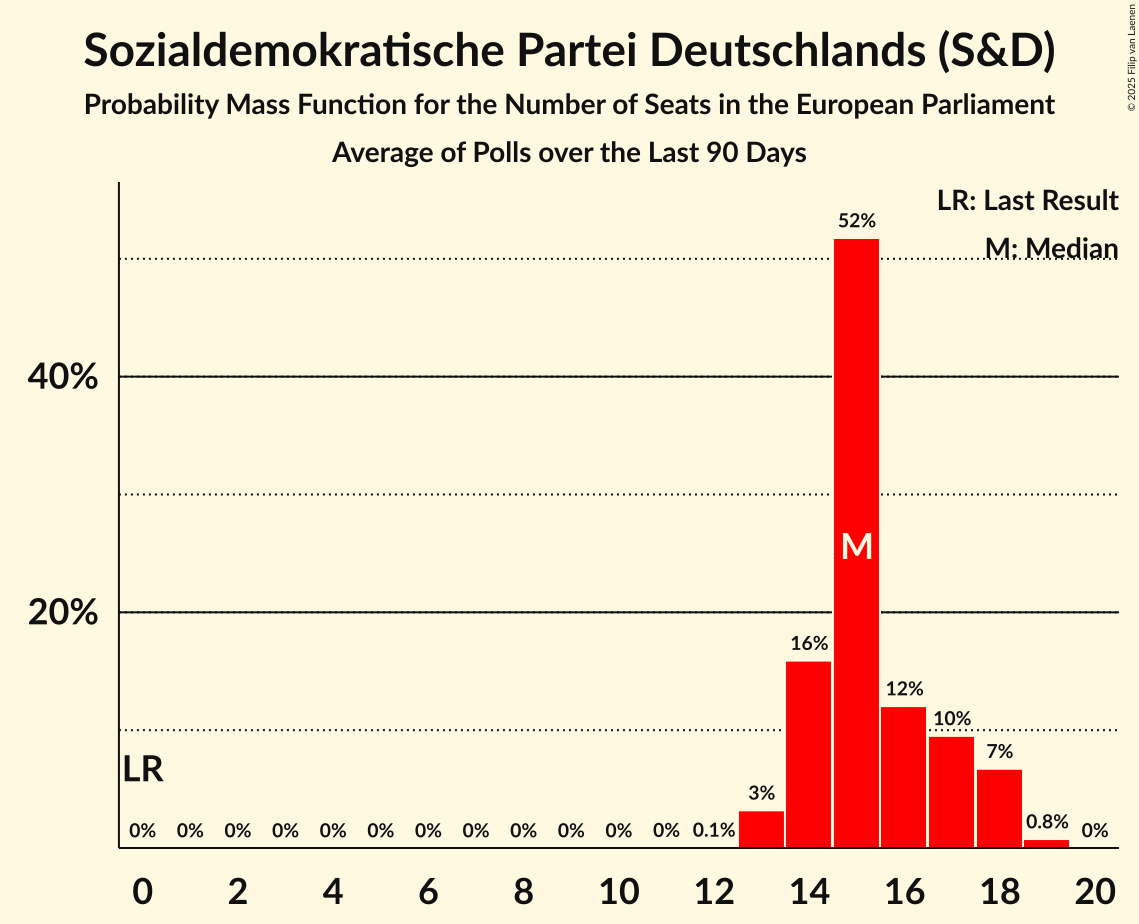 Sozialdemokratische Partei Deutschlands (S&D)
Probability Mass Function for the Number of Seats in the European Parliament
Average of Polls over the Last 90 Days
© 2025 Filip van Laenen
LR: Last Result
M: Median
52%
40%
M
20%
16%
12%
10%
7%
LR
3%
0% 0% 0% 0% 0% 0% 0% 0% 0% 0% 0% 0% 0.1% 0.8% 0%
0 2 4 6 8 10 12 14 16 18 20